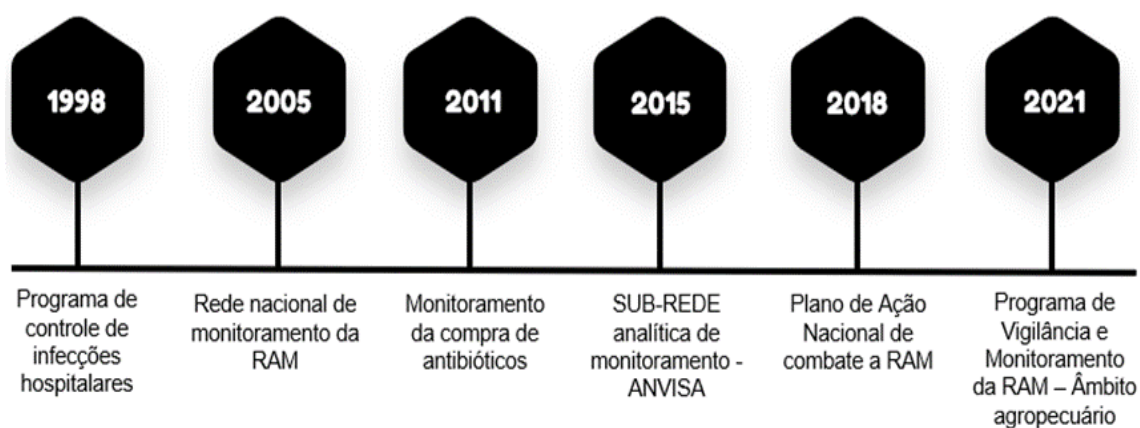 1998
2005
2011
2015
2018
2021
Programa de
controle de
infecções
hospitalares
Rede nacional de
monitoramento da
RAM
Monitoramento
da compra de
antibióticos
SUB-REDE
analítica de
monitoramento -
ANVISA
Plano de Ação
Nacional de
combate a RAM
Programa de
Vigilância e
Monitoramento
da RAM – Âmbito
agropecuário